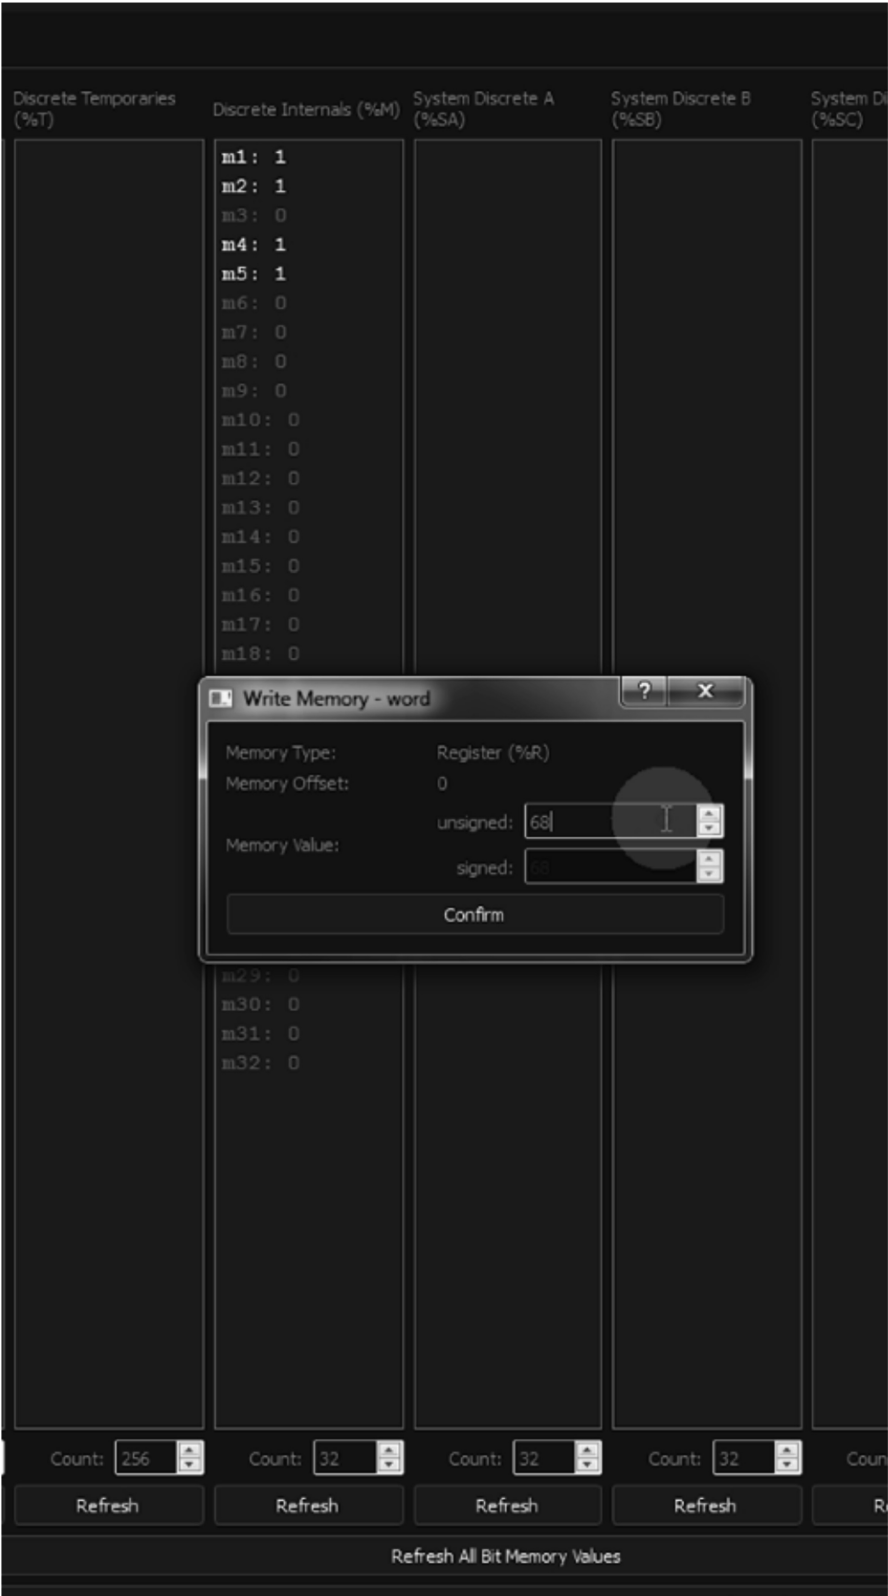 Discrete Temporaries
(%T)
Discrete Internals (%M)
System Discrete A
(%SA)
System Discrete B
(%SB)
System Di
(%SC)
m1: 1
m2: 1
m3: 0
m4: 1
m5: 1
m6: 0
m7: 0
m8: 0
m9: 0
m10: 0
m11: 0
m12: 0
m13: 0
m14: 0
m15: 0
m16: 0
m17: 0
m18: 0
Write Memory - word
? X
Memory Type: Register (%R)
Memory Offset: 0
Memory Value:
unsigned: 68
signed: 68
Confirm
m29: 0
m30: 0
m31: 0
m32: 0
Count: 256 Count: 32 Count: 32 Count: 32 Coun
Refresh Refresh Refresh Refresh R
Refresh All Bit Memory Values